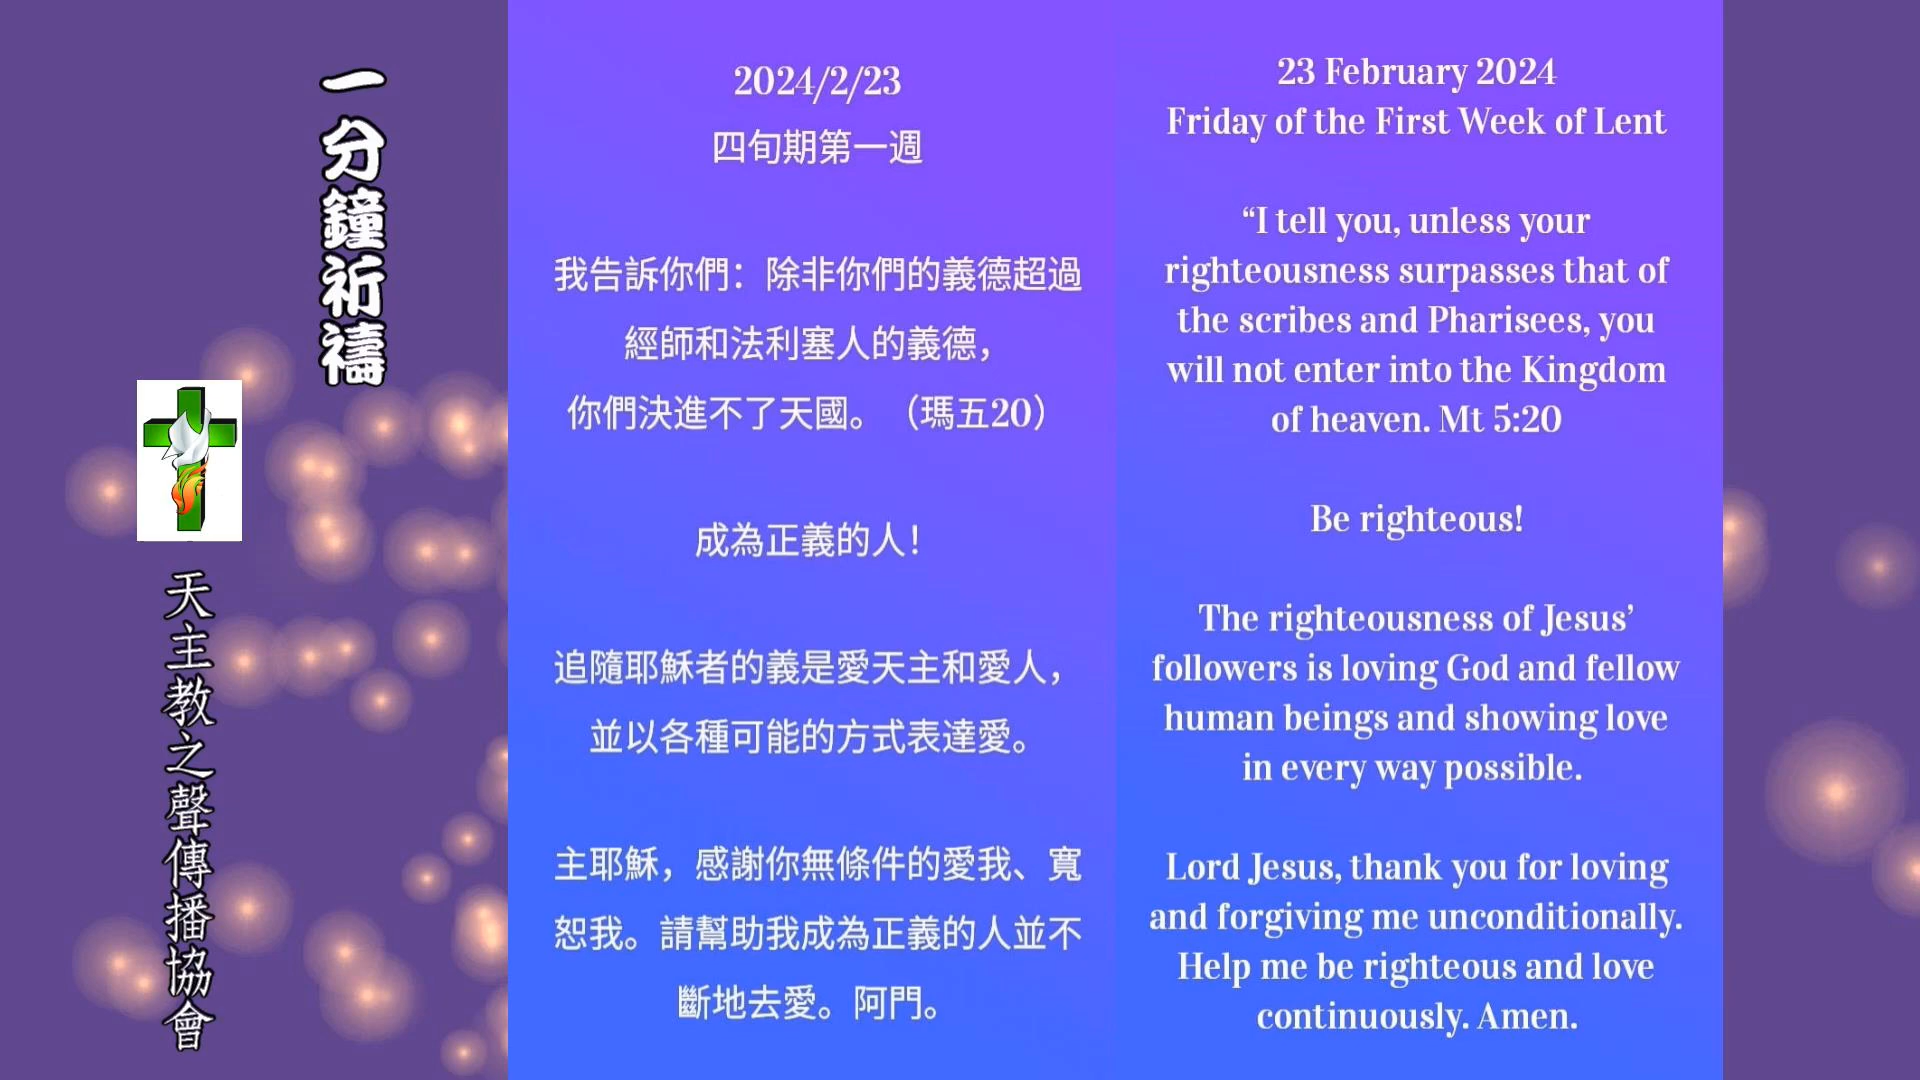 一分鐘祈禱
天主教之聲傳播協會
2024/2/23
四旬期第一週
我告訴你們：除非你們的義德超過
經師和法利塞人的義德，
你們決進不了天國。（瑪五20）
成為正義的人！
追隨耶穌者的義是愛天主和愛人，
並以各種可能的方式表達愛。
主耶穌，感謝你無條件的愛我、寬
恕我。請幫助我成為正義的人並不
斷地去愛。阿門。
23 February 2024
Friday of the First Week of Lent
“I tell you, unless your
righteousness surpasses that of
the scribes and Pharisees, you
will not enter into the Kingdom
of heaven. Mt 5:20
Be righteous!
The righteousness of Jesus’
followers is loving God and fellow
human beings and showing love
in every way possible.
Lord Jesus, thank you for loving
and forgiving me unconditionally.
Help me be righteous and love
continuously. Amen.